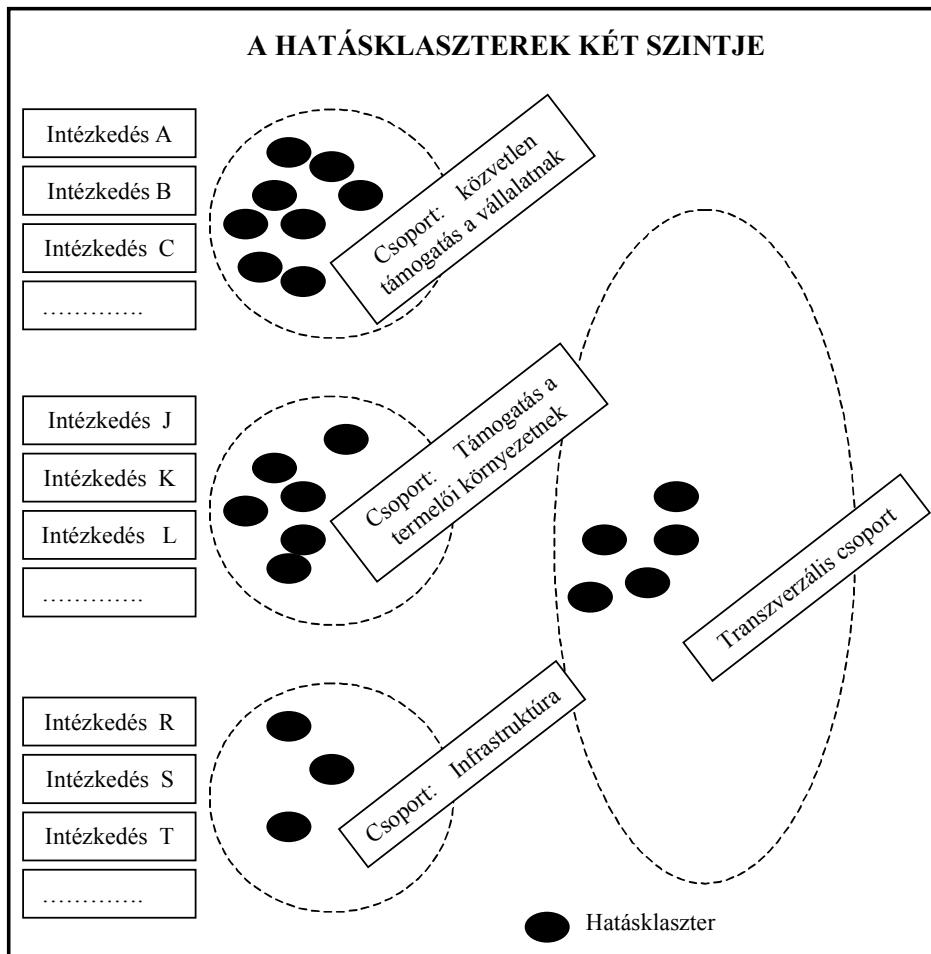 A HATÁSKLASZTEREK KÉT SZINTJE
Intézkedés A
Intézkedés B
Intézkedés C
………….
Csoport: közvetlen
támogatás a vállalatnak
Intézkedés J
Intézkedés K
Intézkedés L
………….
Csoport: Támogatás a
termelői környezetnek
Transzverzális csoport
Intézkedés R
Intézkedés S
Intézkedés T
………….
Csoport: Infrastruktúra
Hatásklaszter